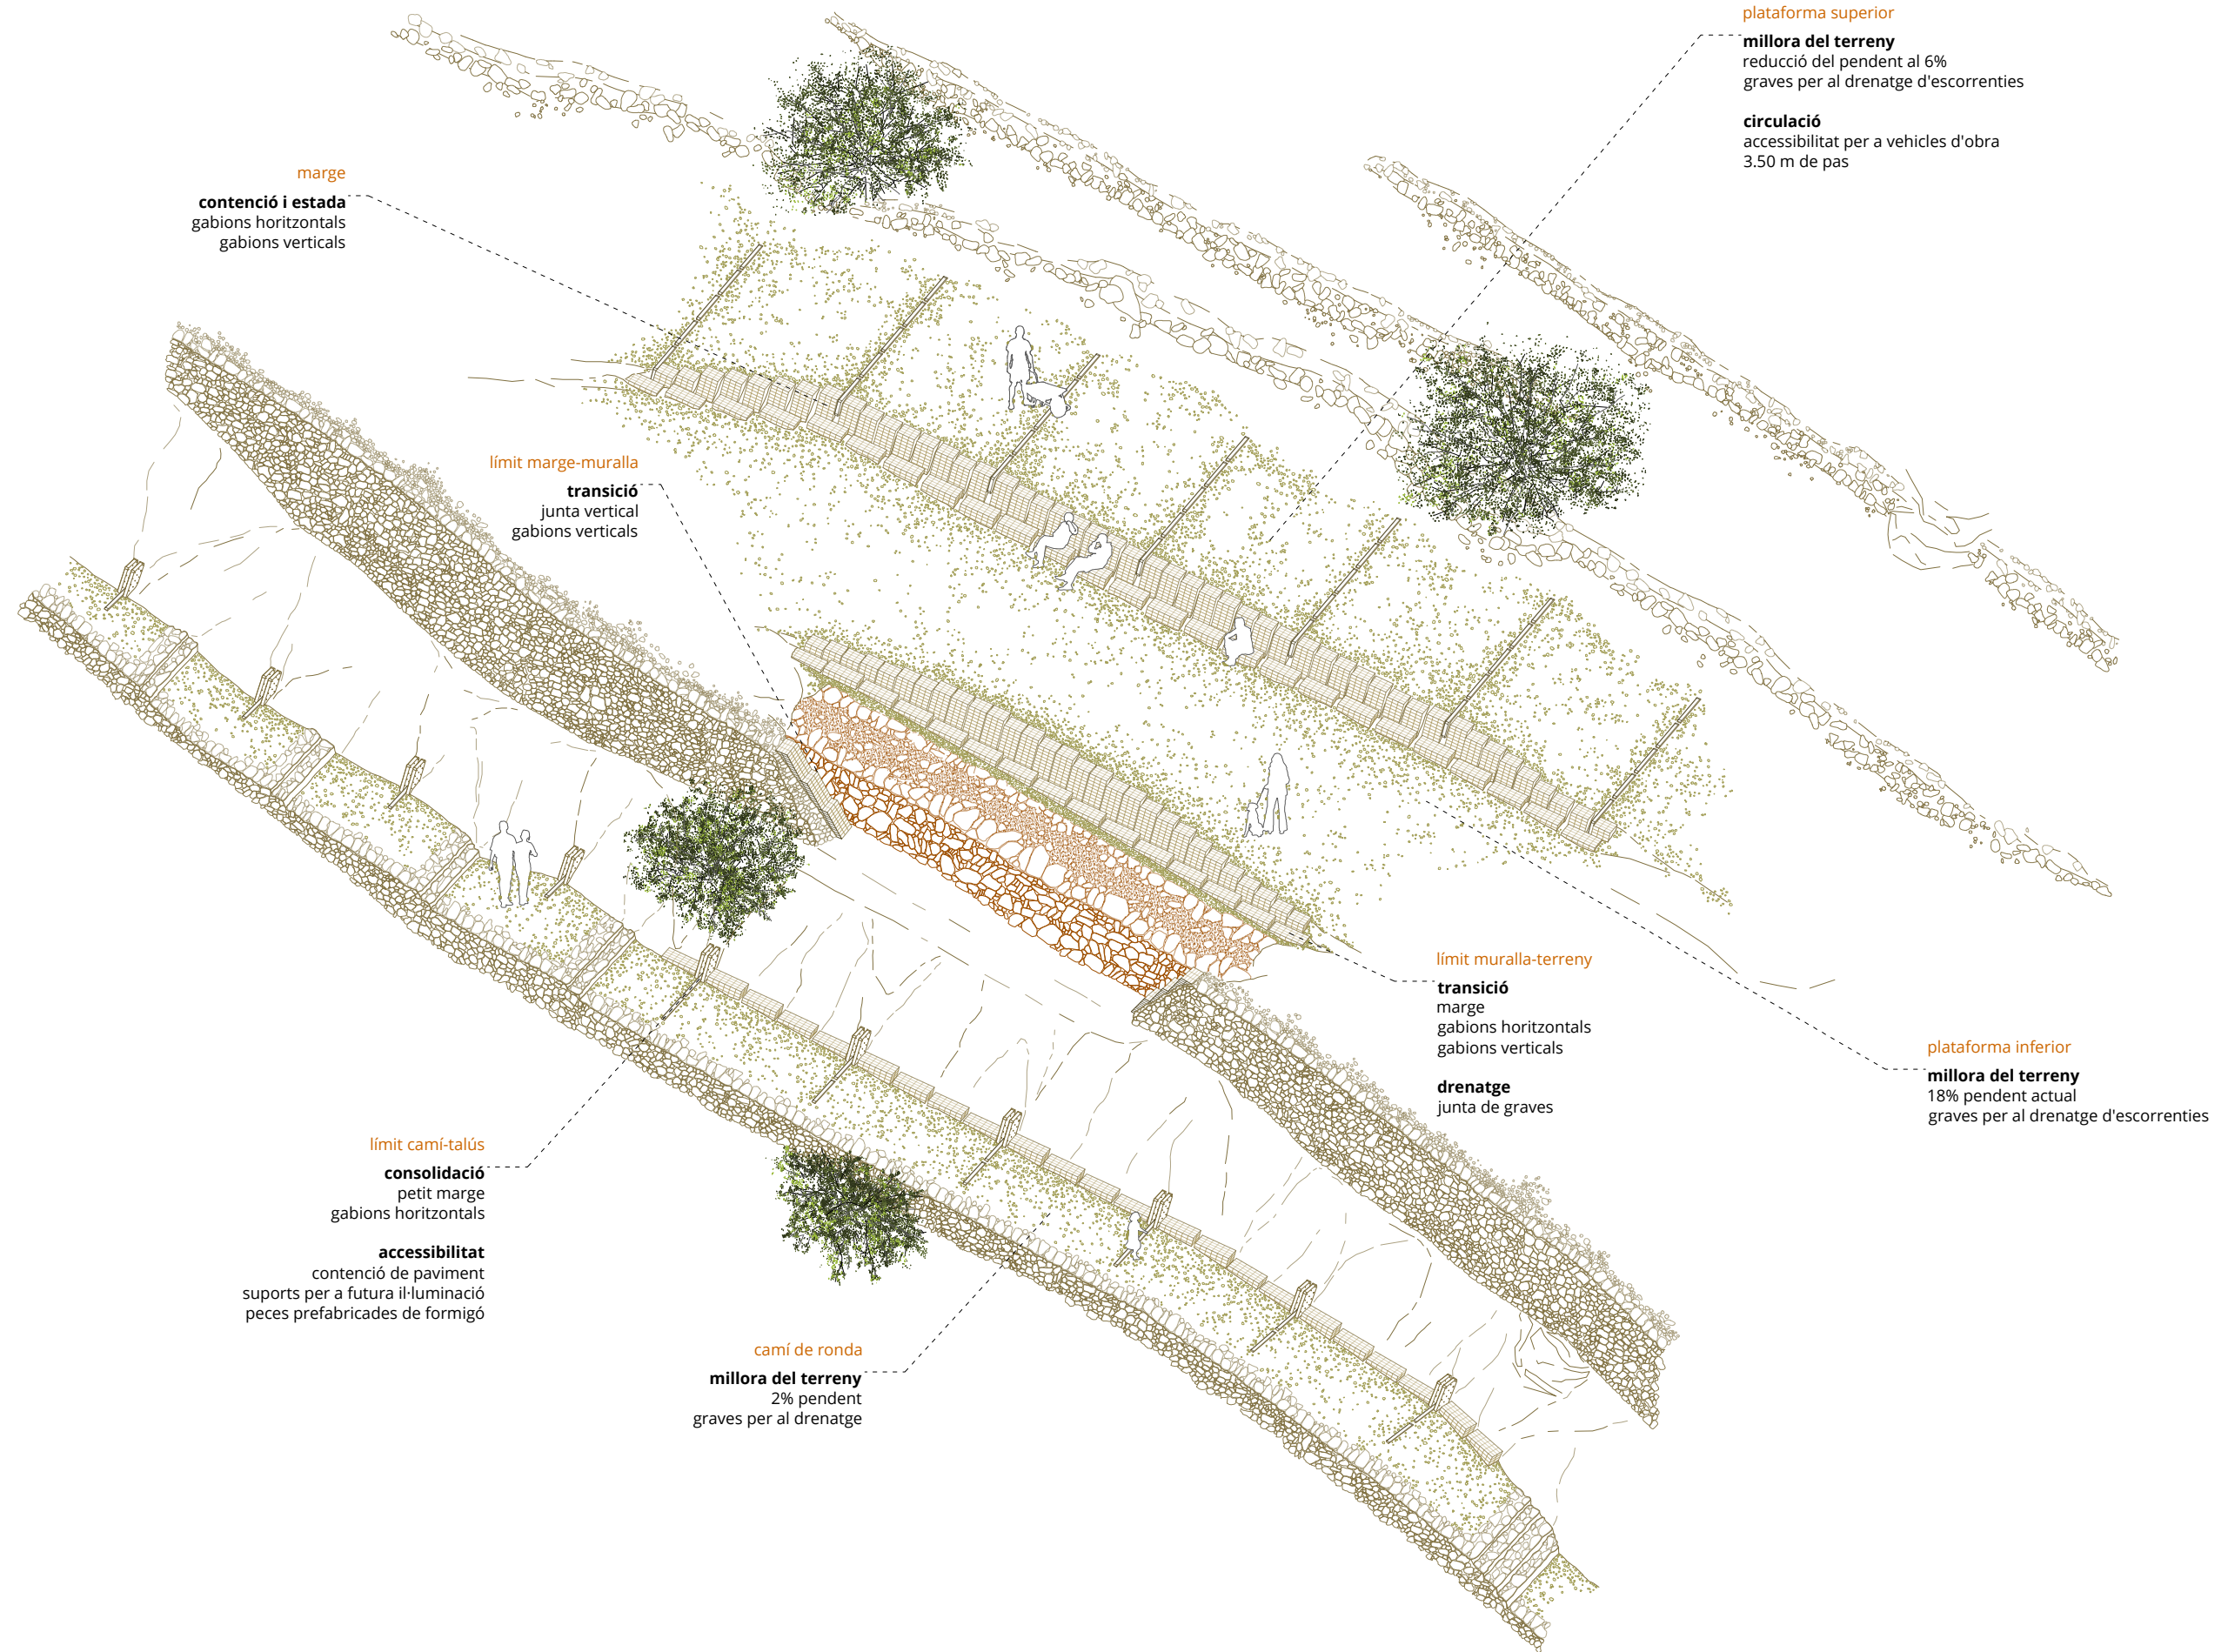 plataforma superior
millora del terreny
reducció del pendent al 6%
graves per al drenatge d'escorrenties
circulació
accessibilitat per a vehicles d'obra
3.50 m de pas
marge
contenció i estada
gabions horitzontals
gabions verticals
límit marge-muralla
transició
junta vertical
gabions verticals
límit muralla-terreny
transició
marge
gabions horitzontals
gabions verticals
drenatge
junta de graves
plataforma inferior
millora del terreny
18% pendent actual
graves per al drenatge d'escorrenties
límit camí-talús
consolidació
petit marge
gabions horitzontals
accessibilitat
contenció de paviment
suports per a futura il·luminació
peces prefabricades de formigó
camí de ronda
millora del terreny
2% pendent
graves per al drenatge